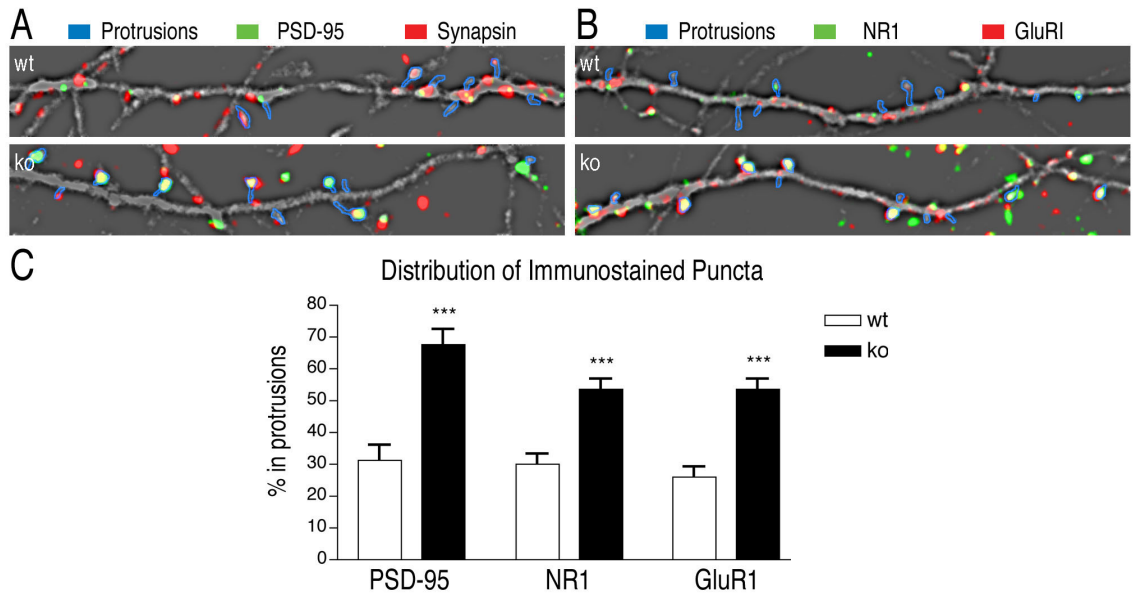 A
Protrusions PSD-95 Synapsin
wt
ko
B
Protrusions NR1 GluRI
wt
ko
C
Distribution of Immunostained Puncta
% in protrusions
80
70
60
50
40
30
20
10
0
***
***
***
wt
ko
PSD-95 NR1 GluR1